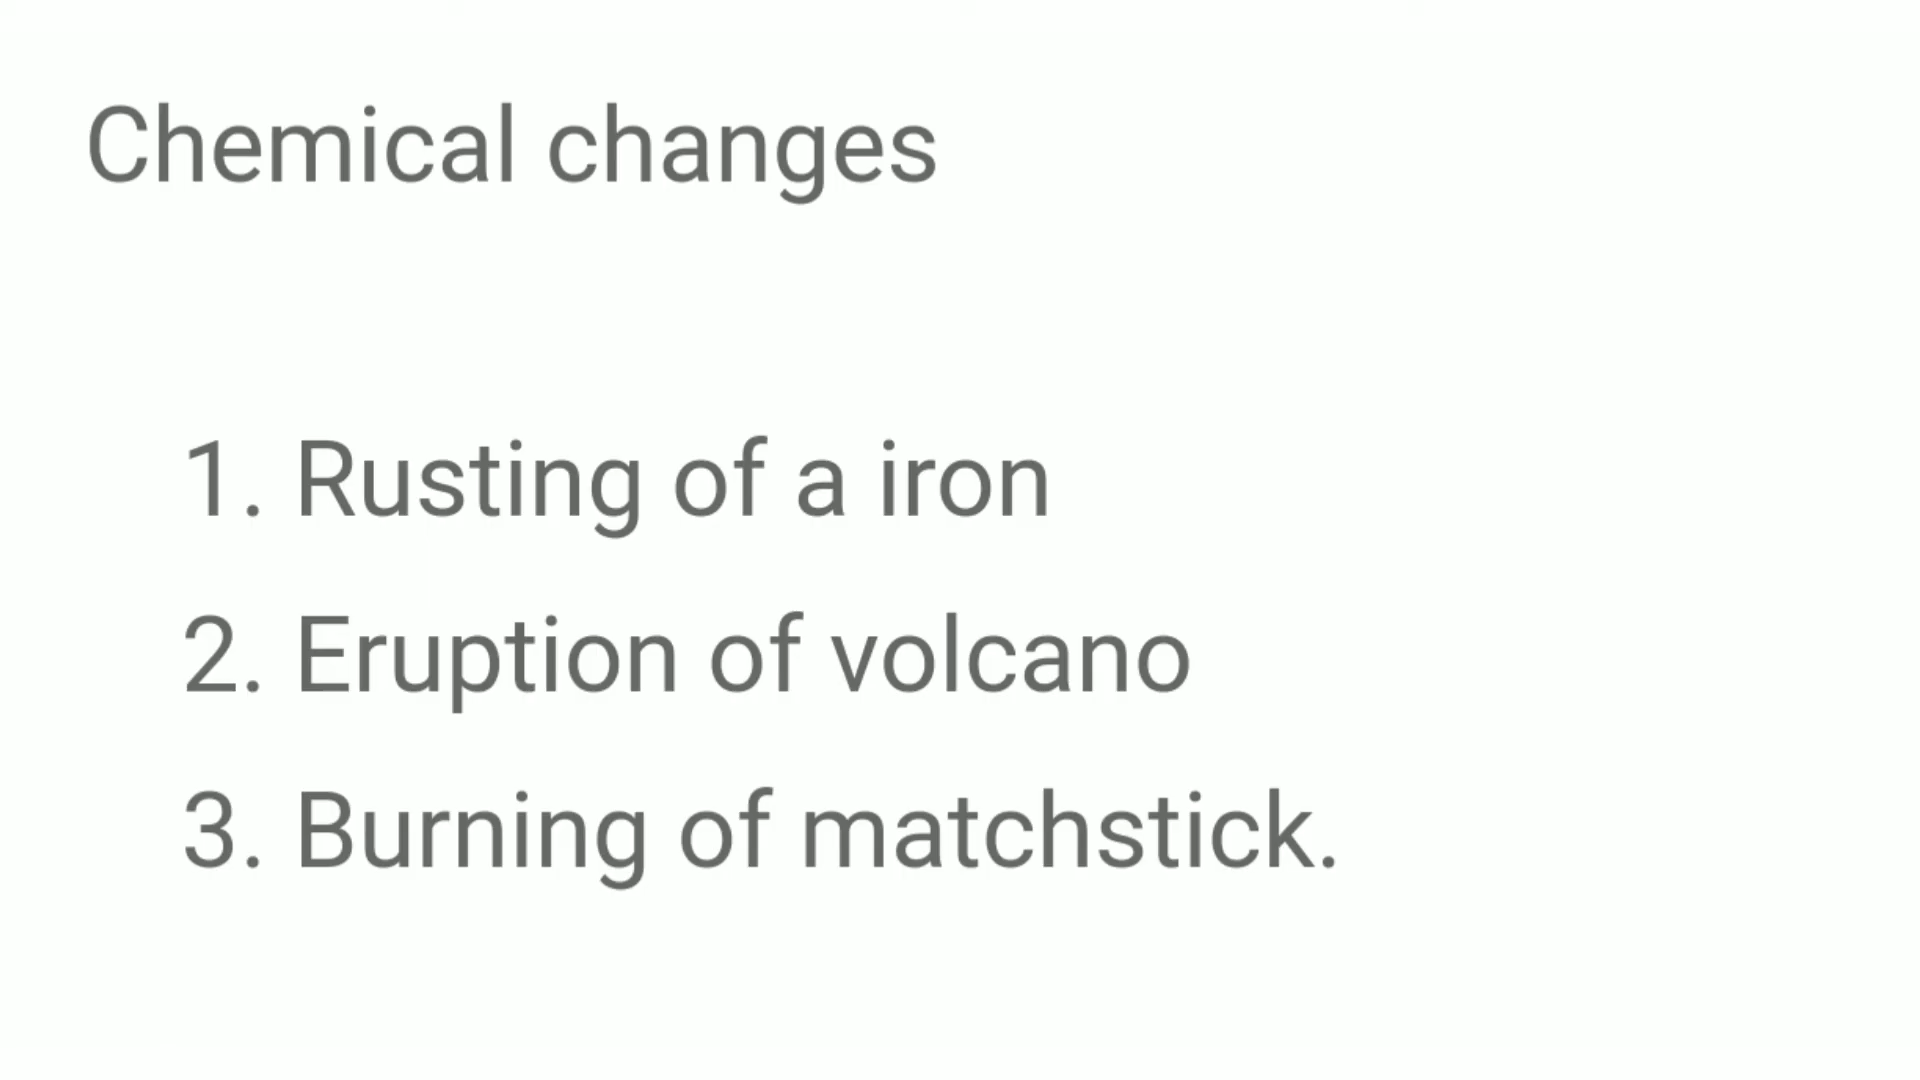 Chemical changes
1. Rusting of a iron
2. Eruption of volcano
3. Burning of matchstick.